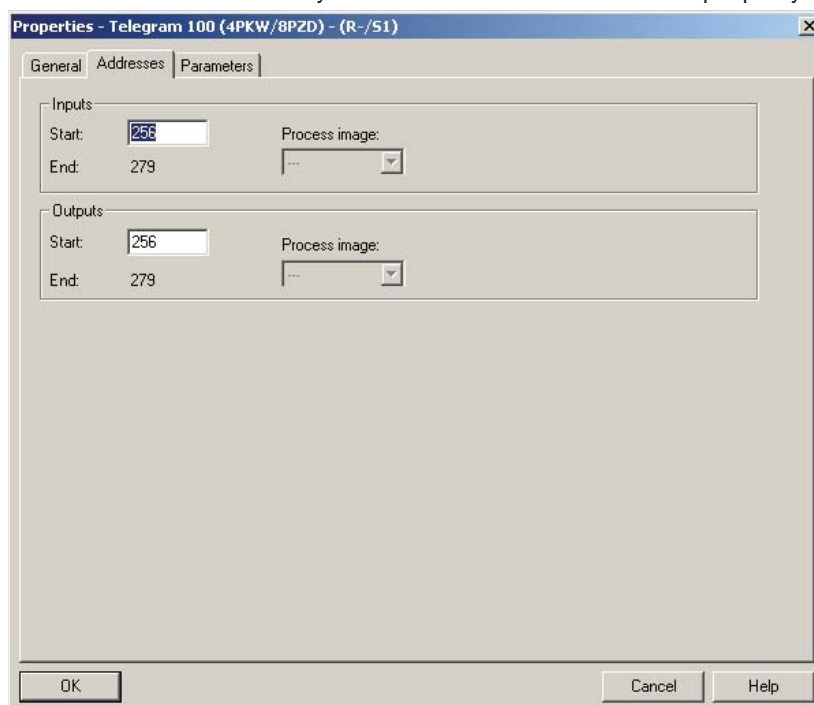 Properties - Telegram 100 (4PKW/8PZD) - (R-/S1)
General Addresses Parameters
Inputs
Start: 256 Process image:
End: 279 ---
Outputs
Start: 256 Process image:
End: 279 ---
OK Cancel Help